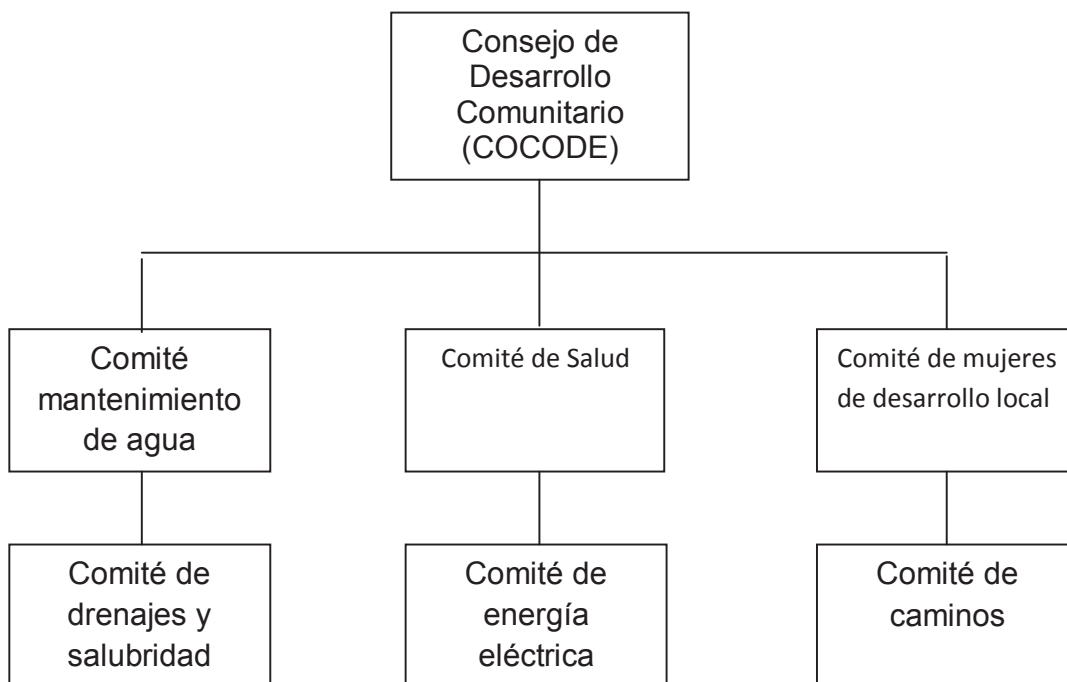 Consejo de
Desarrollo
Comunitario
(COCODE)
Comité
mantenimiento
de agua
Comité de Salud
Comité de mujeres
de desarrollo local
Comité de
drenajes y
salubridad
Comité de
energía
eléctrica
Comité de
caminos